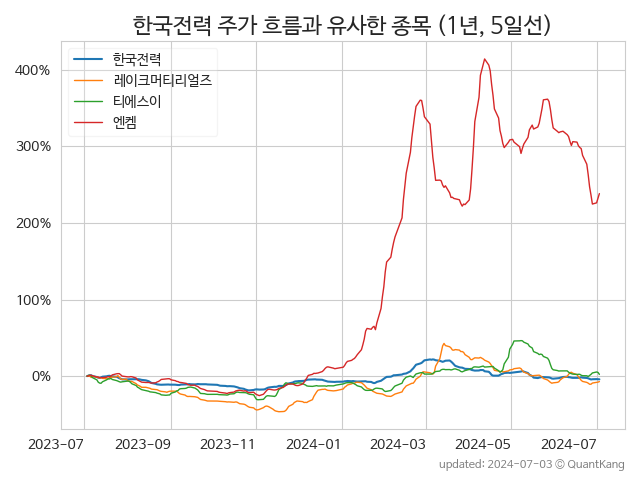 한국전력 주가 흐름과 유사한 종목 (1년, 5일선)
한국전력
레이크머티리얼즈
티에스이
엔켐
400%
300%
200%
100%
0%
2023-07 2023-09 2023-11 2024-01 2024-03 2024-05 2024-07
updated: 2024-07-03 © QuantKang